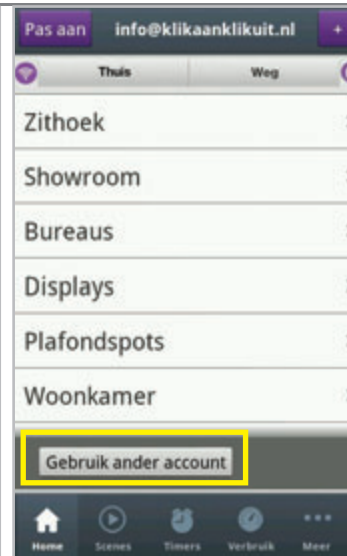 Pas aan info@klikaanklikuit.nl +
Thuis Weg
Zithoek
Showroom
Bureaus
Displays
Plafondspots
Woonkamer
Gebruik ander account
Home Scenes Timers Verbruik Meer